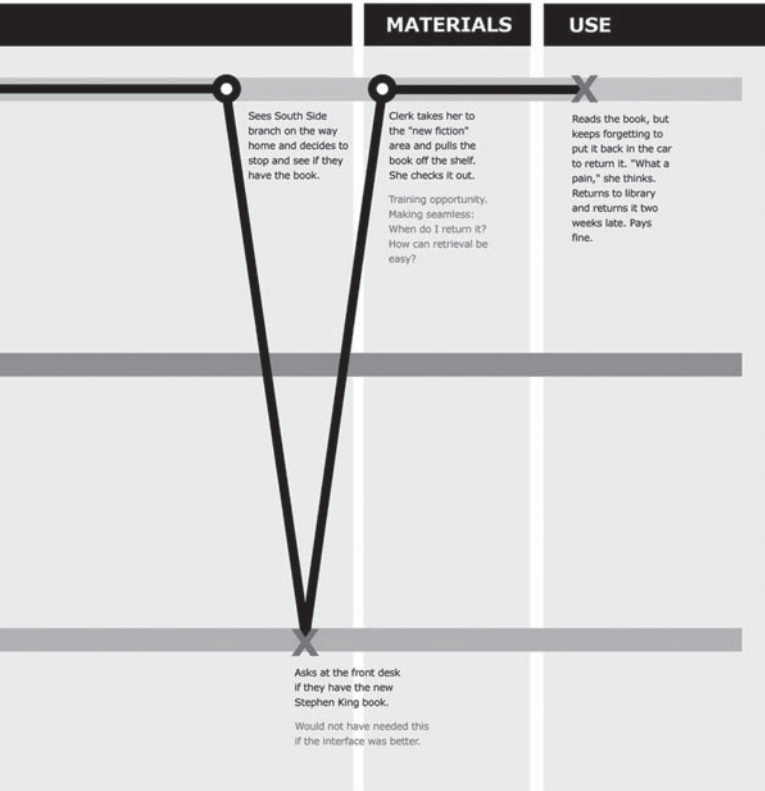 MATERIALS
USE
Sees South Side
branch on the way
home and decides to
stop and see if they
have the book.
Clerk takes her to
the "new fiction"
area and pulls the
book off the shelf.
She checks it out.
Training opportunity.
Making seamless:
When do I return it?
How can retrieval be
easy?
X
Reads the book, but
keeps forgetting to
put it back in the car
to return it. "What a
pain," she thinks.
Returns to library
and returns it two
weeks late. Pays
fine.
X
Asks at the front desk
if they have the new
Stephen King book.
Would not have needed this
if the interface was better.